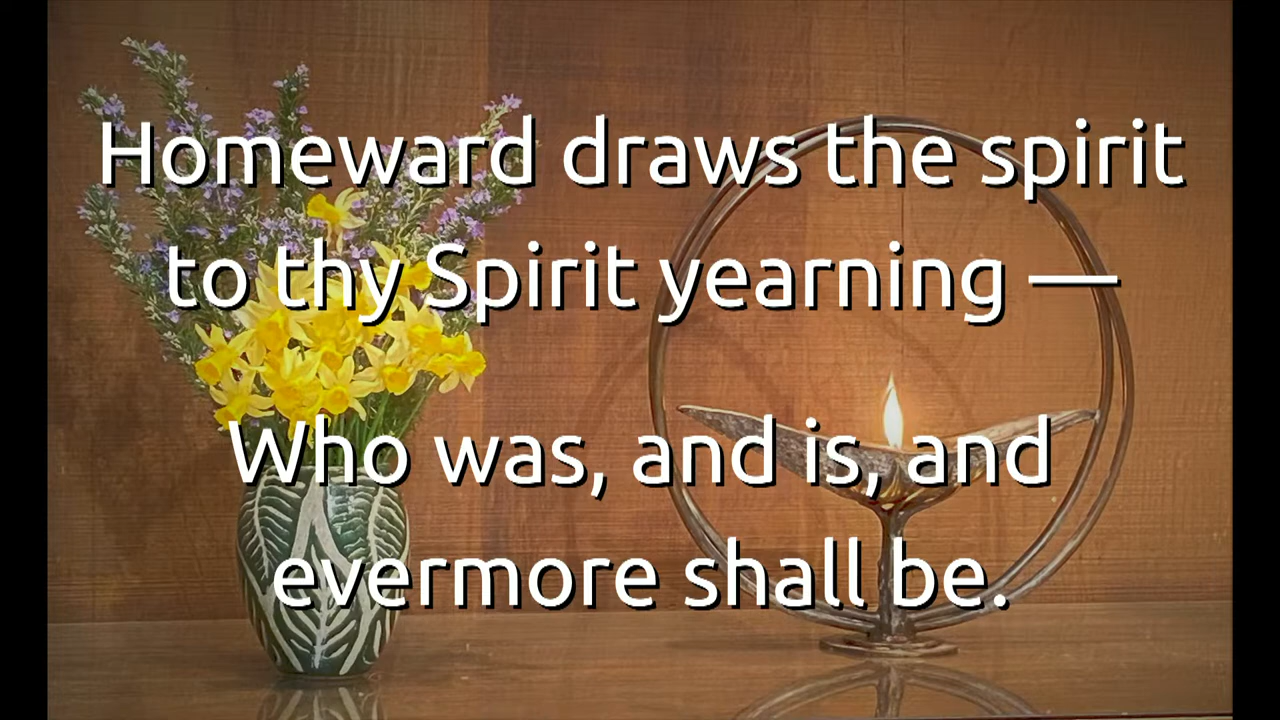 Homeward draws the spirit
to thy Spirit yearning —
Who was, and is, and
evermore shall be.